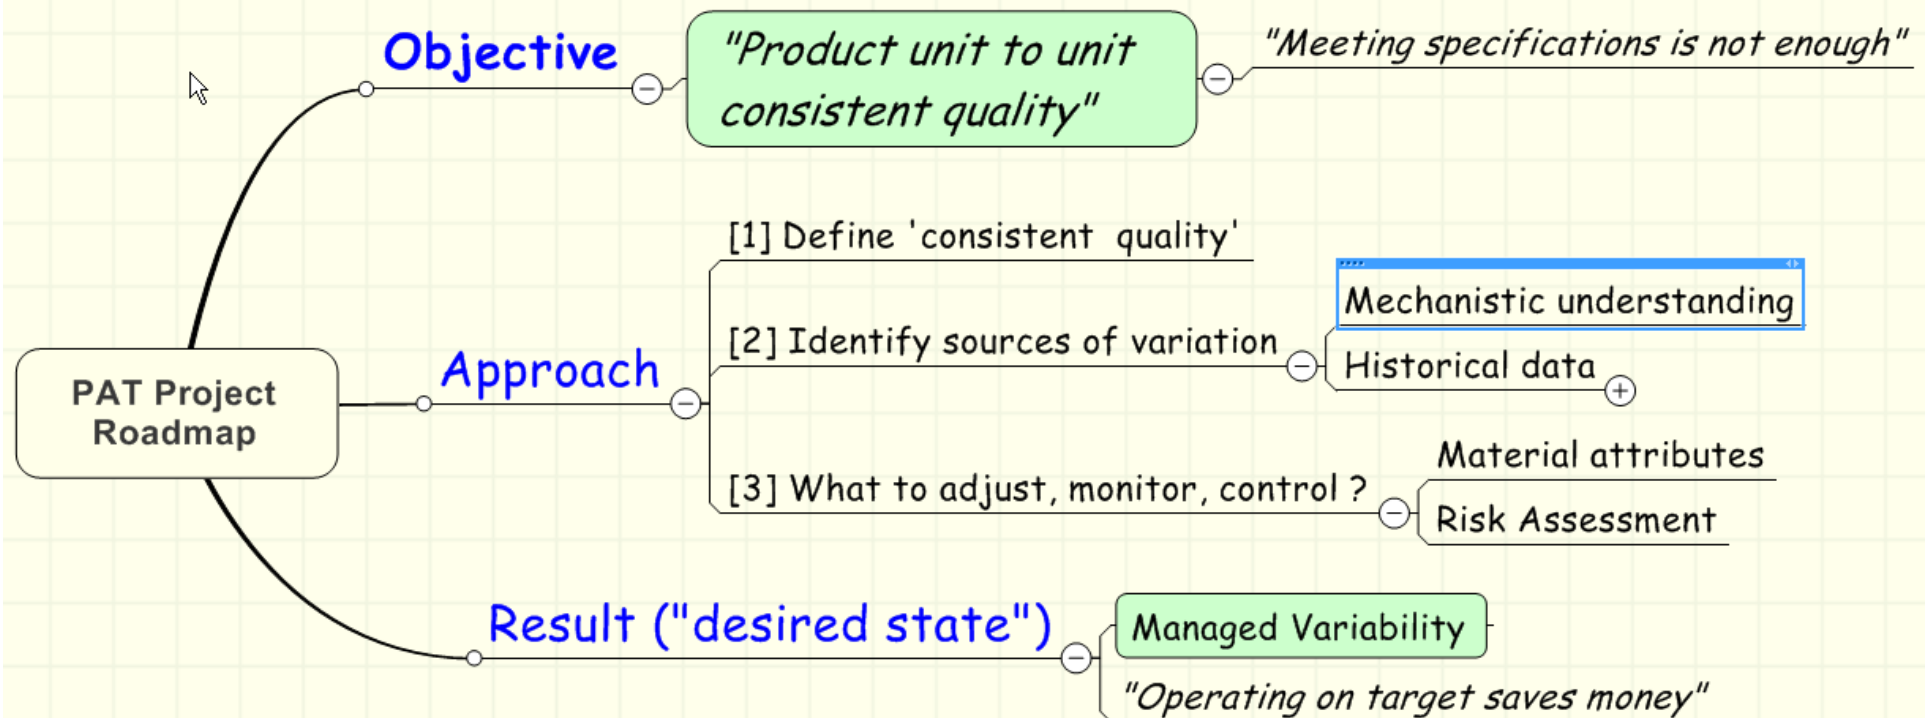 Objective
"Product unit to unit
consistent quality"
"Meeting specifications is not enough"
PAT Project
Roadmap
Approach
[1] Define 'consistent  quality'
[2] Identify sources of variation
Mechanistic understanding
Historical data
[3] What to adjust, monitor, control ?
Material attributes
Risk Assessment
Result ("desired state")
Managed Variability
"Operating on target saves money"